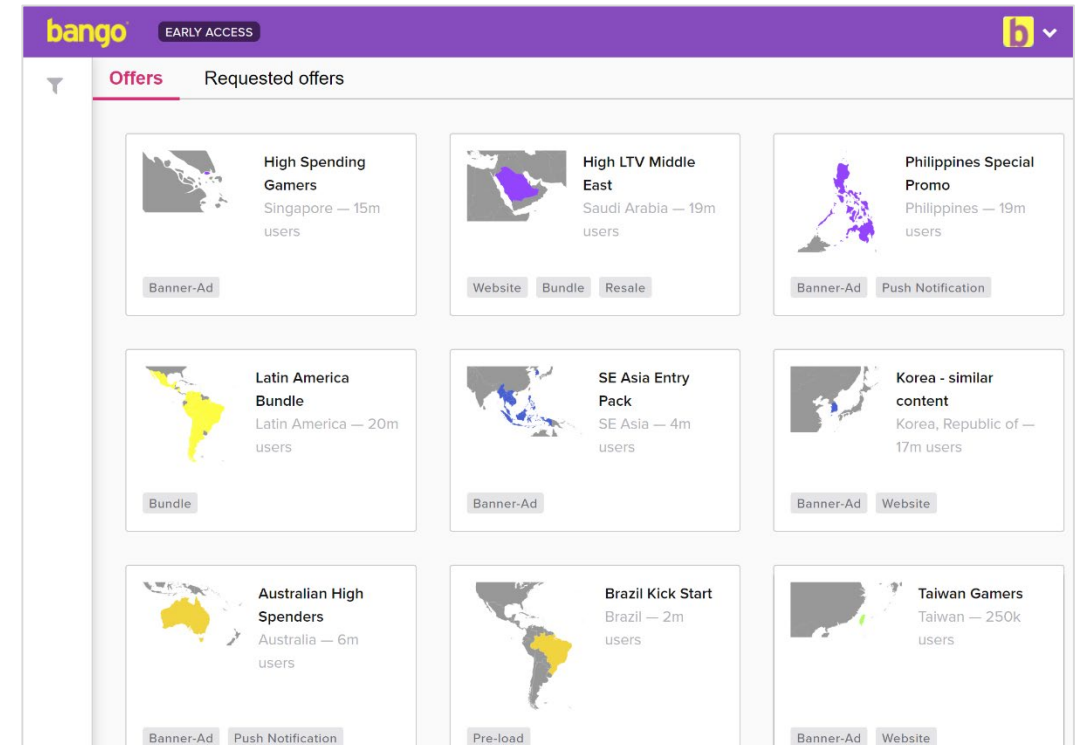 bango EARLY ACCESS b
Offers Requested offers
High Spending
Gamers
Singapore — 15m
users
Banner-Ad
High LTV Middle
East
Saudi Arabia — 19m
users
Website Bundle Resale
Philippines Special
Promo
Philippines — 19m
users
Banner-Ad Push Notification
Latin America
Bundle
Latin America — 20m
users
Bundle
SE Asia Entry
Pack
SE Asia — 4m
users
Banner-Ad
Korea - similar
content
Korea, Republic of —
17m users
Banner-Ad Website
Australian High
Spenders
Australia — 6m
users
Banner-Ad Push Notification
Brazil Kick Start
Brazil — 2m
users
Pre-load
Taiwan Gamers
Taiwan — 250k
users
Banner-Ad Website